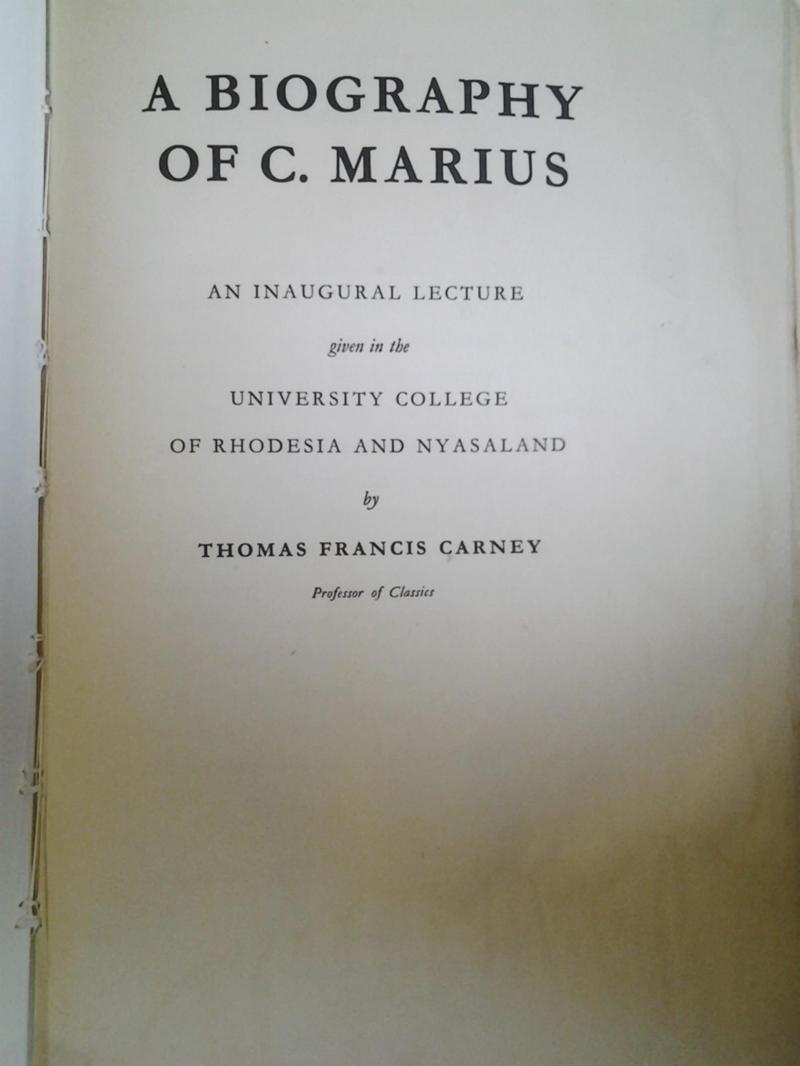 A BIOGRAPHY
OF C. MARIUS
AN INAUGURAL LECTURE
given in the
UNIVERSITY COLLEGE
OF RHODESIA AND NYASALAND
by
THOMAS FRANCIS CARNEY
Professor of Classics